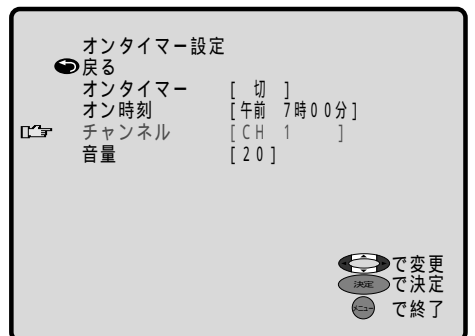 オンタイマー設定
戻る
オンタイマー [ 切 ]
オン時刻 [午前 7時00分]
チャンネル [CH 1 ]
音量 [20]
で変更
決定 で決定
メニュー で終了